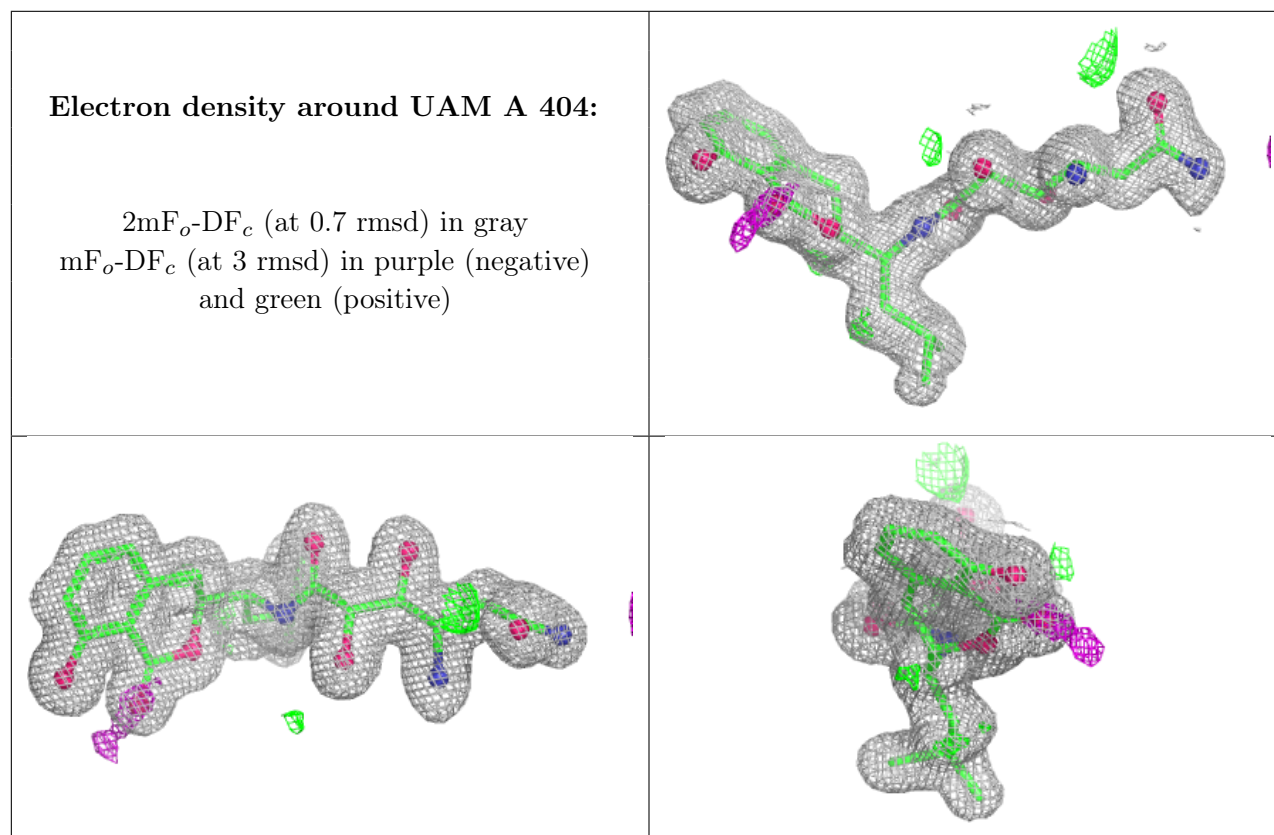 Electron density around UAM A 404:
2mFₒ-DF𝒸 (at 0.7 rmsd) in gray
mFₒ-DF𝒸 (at 3 rmsd) in purple (negative)
and green (positive)